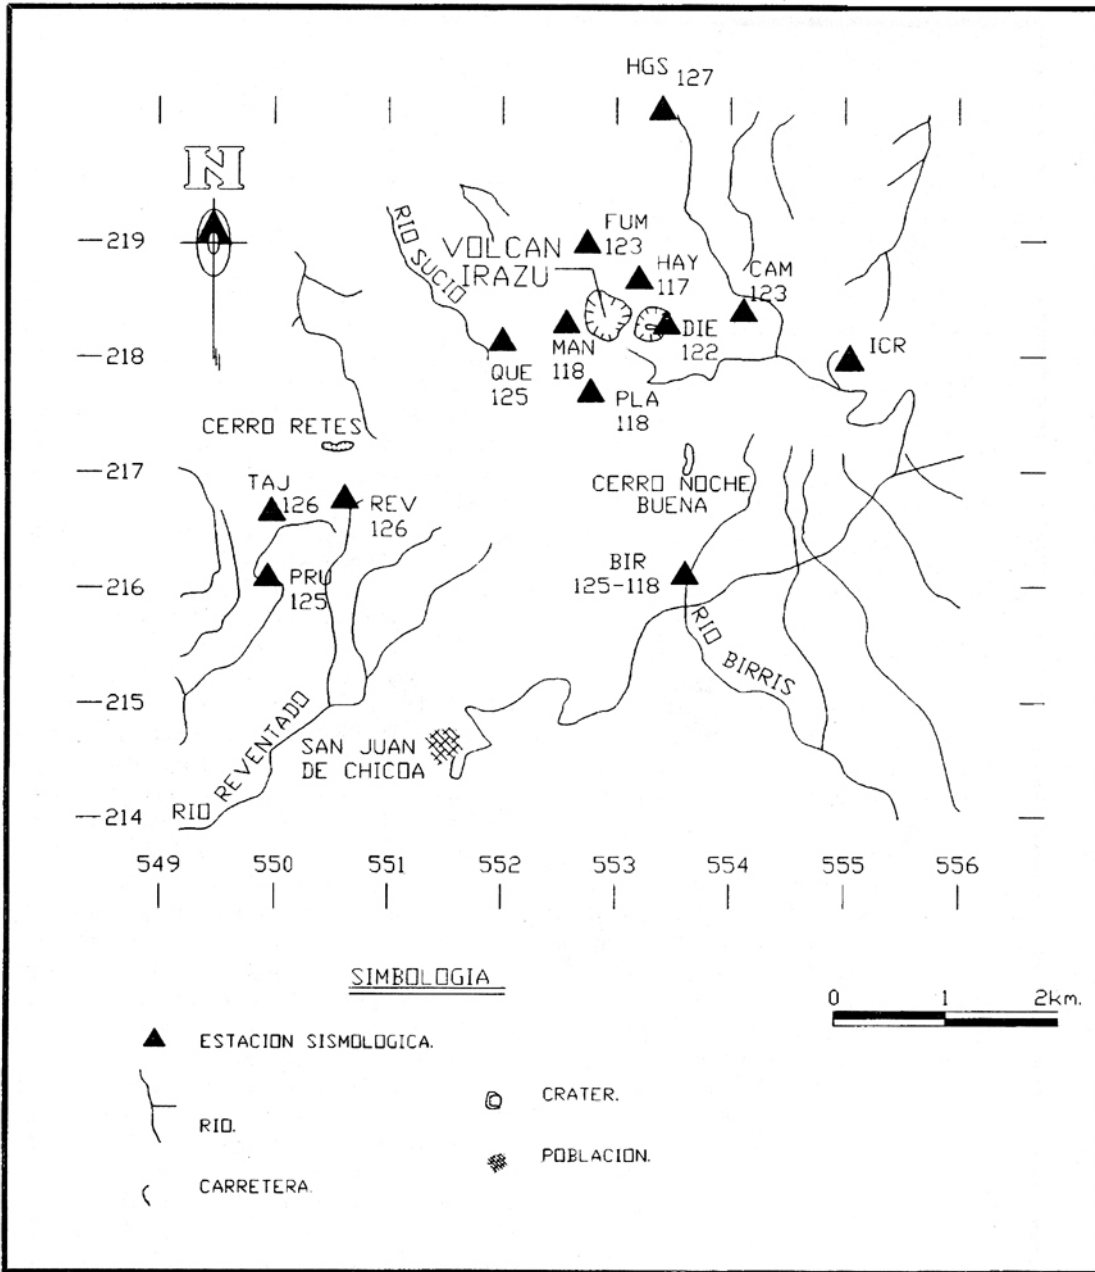 HGS 127
N
FUM
123
VOLCAN
IRAZU
RIO SUCIO
HAY
117
CAM
123
BIE
122
MAN
118
QUE
125
PLA
118
ICR
219
218
217
216
215
214
CERRO RETES
TAJ
126
REV
126
PRU
125
CERRO NOCHE
BUENA
BIR
125-118
RIO BIRRIS
SAN JUAN
DE CHICOA
RIO REVENTADO
549 550 551 552 553 554 555 556
SIMBOLOGIA
0 1 2km.
ESTACION SISMOLOGICA.
RIO.
CARRETERA.
CRATER.
POBLACION.